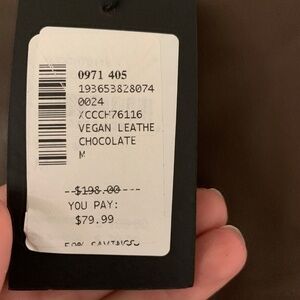 0971 405
193653828074
0024
XCCCH76116
VEGAN LEATHE
CHOCOLATE
M
$198.00
YOU PAY:
$79.99